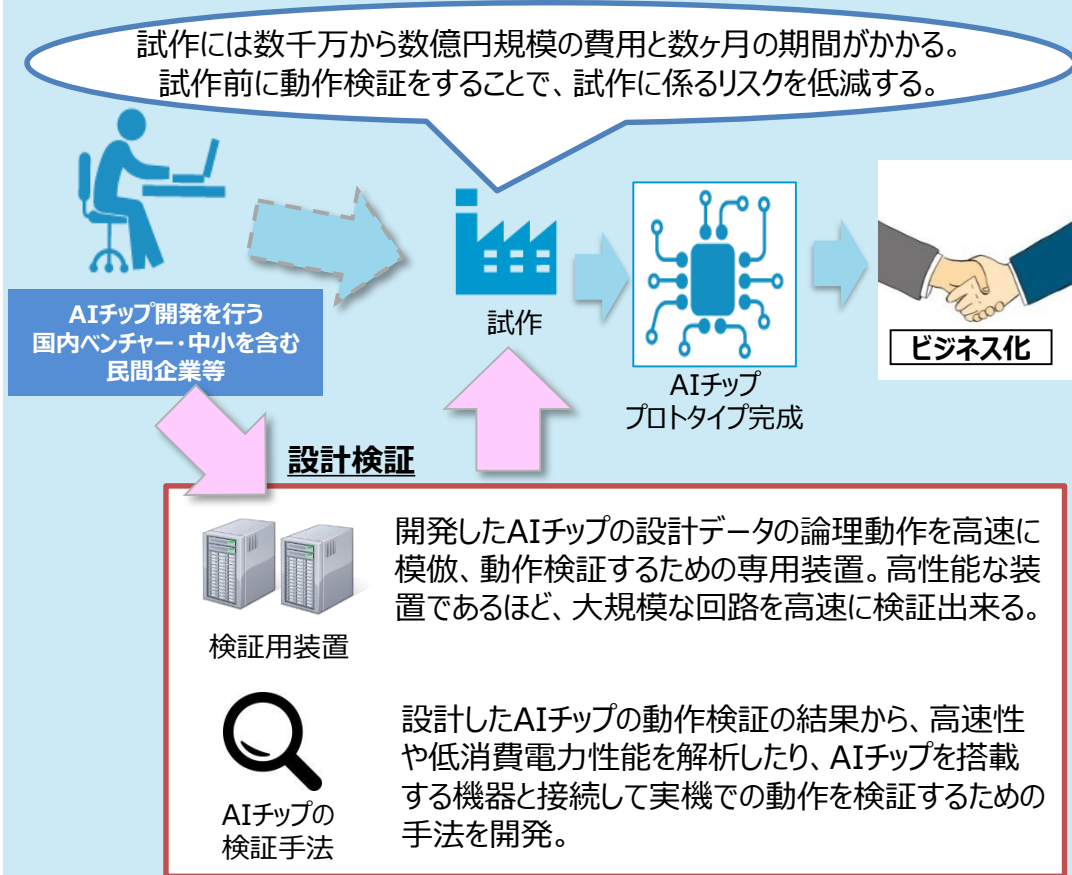 試作には数千万から数億円規模の費用と数ヶ月の期間がかかる。
試作前に動作検証をすることで、試作に係るリスクを低減する。
AIチップ開発を行う
国内ベンチャー・中小を含む
民間企業等
試作
AIチップ
プロトタイプ完成
ビジネス化
設計検証
検証用装置
開発したAIチップの設計データの論理動作を高速に
模倣、動作検証するための専用装置。高性能な装
置であるほど、大規模な回路を高速に検証出来る。
AIチップの
検証手法
設計したAIチップの動作検証の結果から、高速性
や低消費電力性能を解析したり、AIチップを搭載
する機器と接続して実機での動作を検証するための
手法を開発。